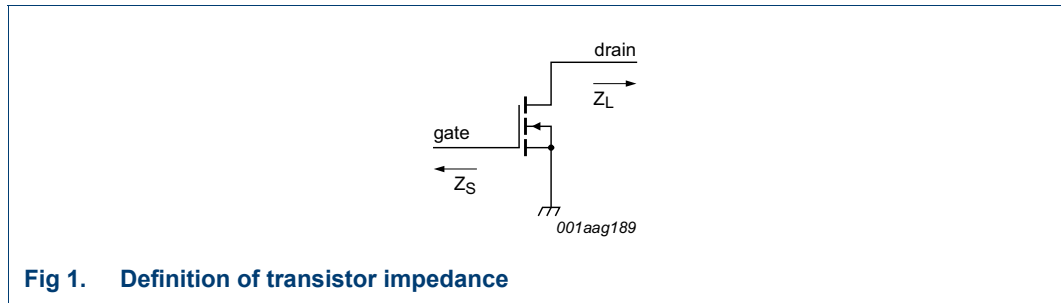 drain
Z_L
gate
Z_S
001aag189
Fig 1. Definition of transistor impedance